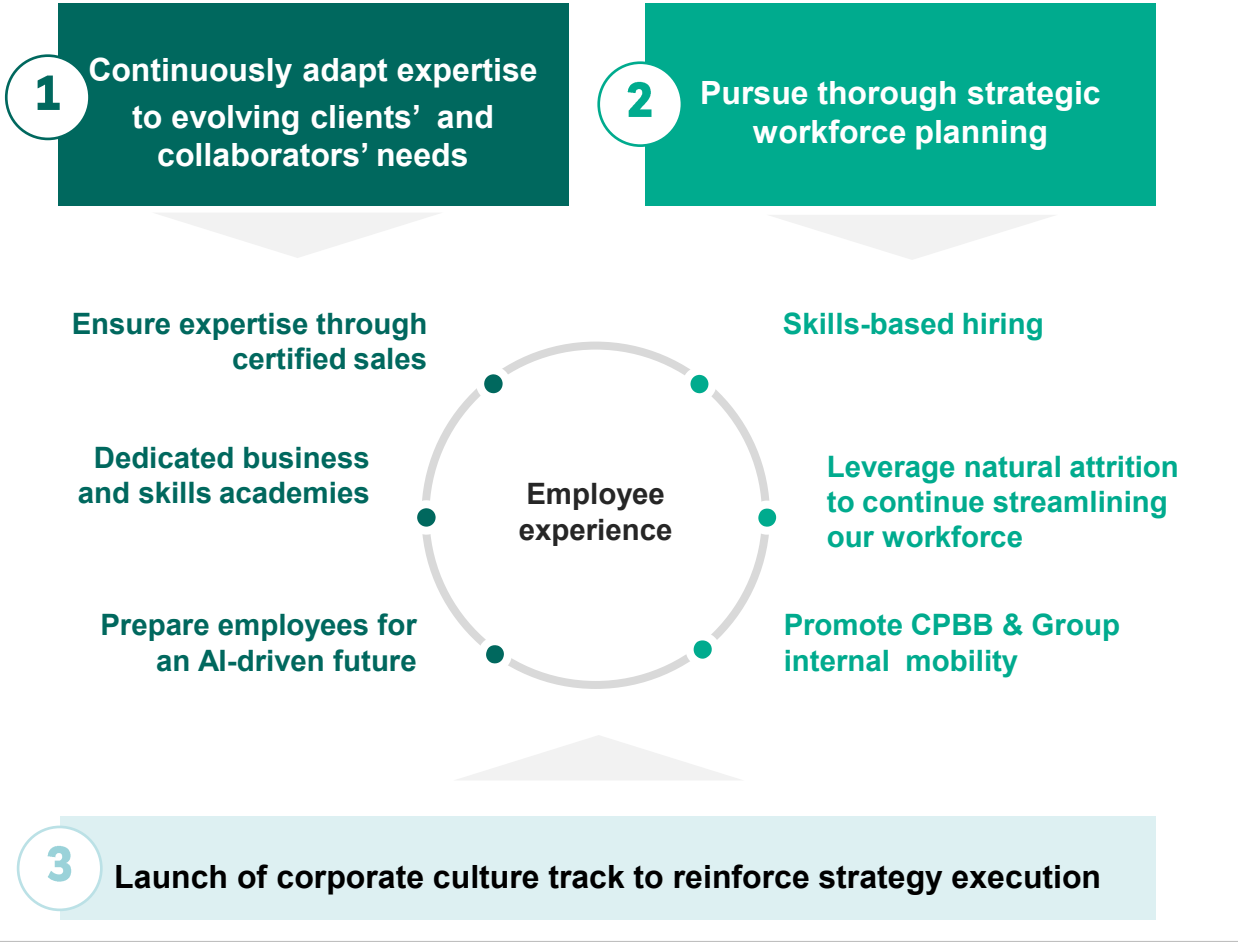 1
Continuously adapt expertise
to evolving clients’ and
collaborators’ needs
2
Pursue thorough strategic
workforce planning
Ensure expertise through
certified sales
Dedicated business
and skills academies
Prepare employees for
an AI-driven future
Employee
experience
Skills-based hiring
Leverage natural attrition
to continue streamlining
our workforce
Promote CPBB & Group
internal mobility
3
Launch of corporate culture track to reinforce strategy execution